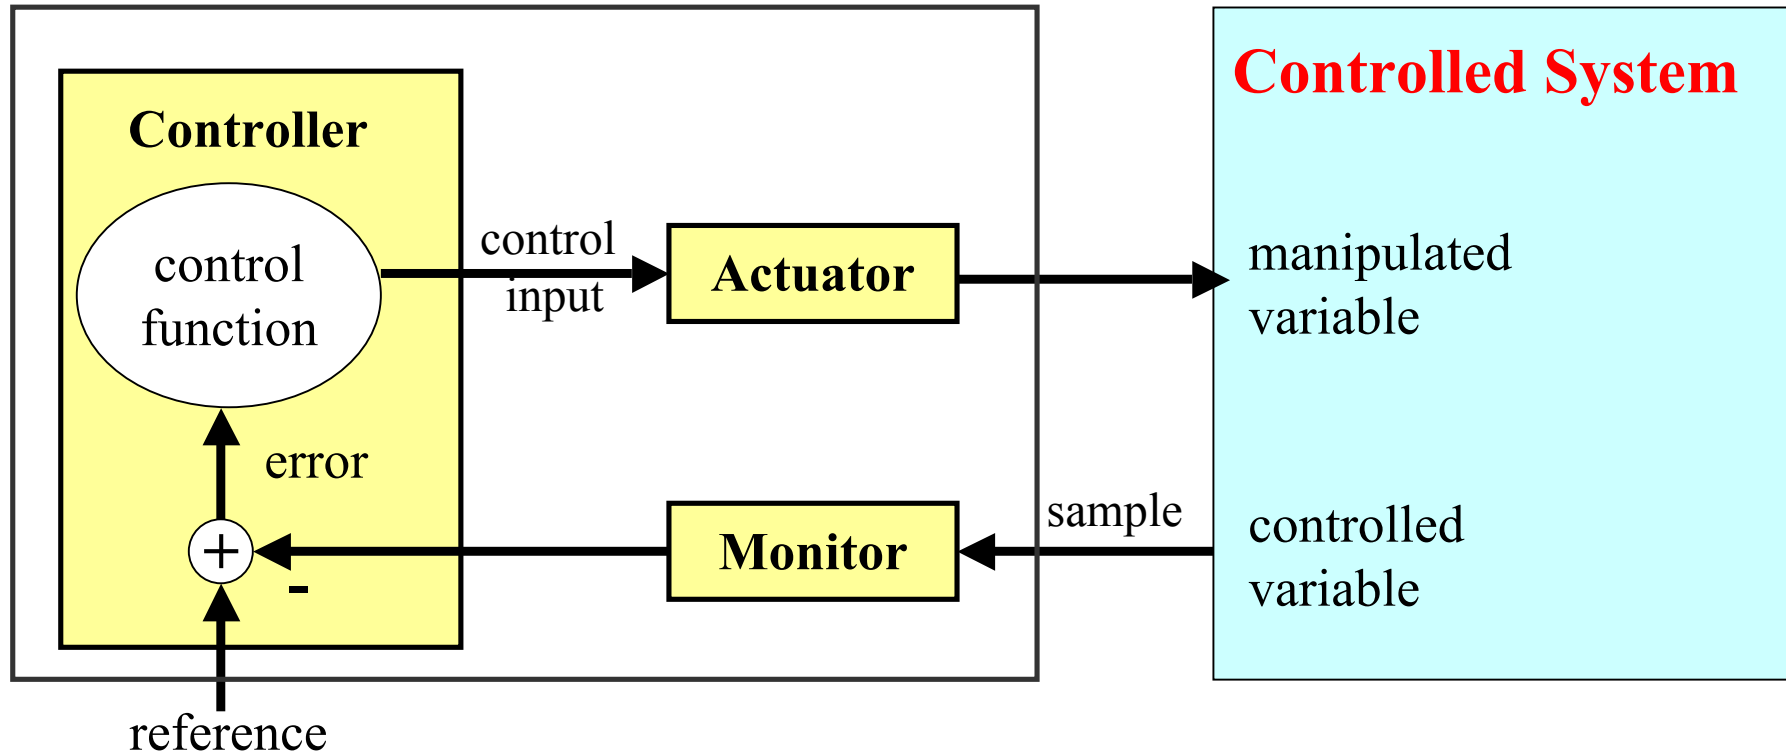 Controlled System
Controller
control
function
control
input
Actuator
manipulated
variable
error
+
-
Monitor
sample
controlled
variable
reference